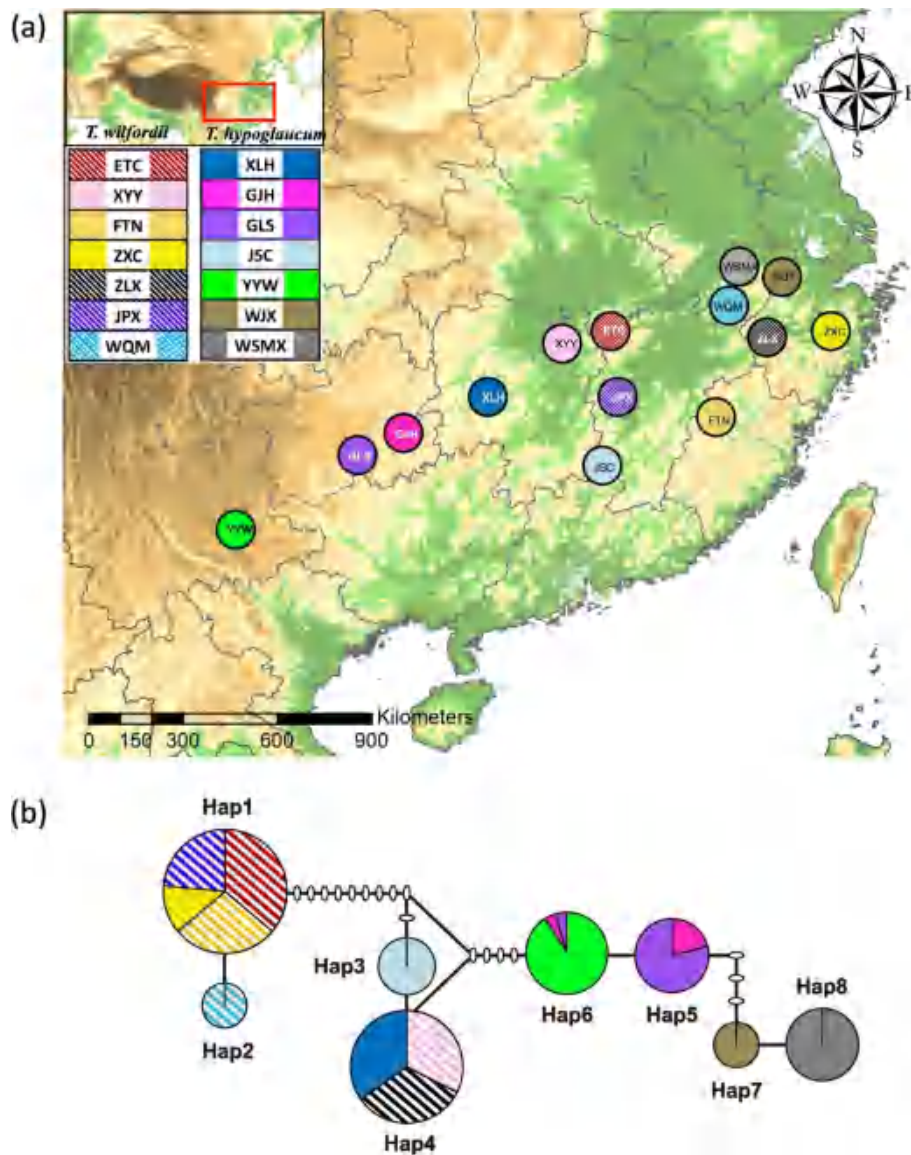 (a)
N
W
E
S
T. wilfordii
T. hypoglaucum
ETC
XLH
XYY
GJH
FTN
GLS
ZXC
JSC
ZLX
YYW
JPX
WJX
WQM
WSMX
WSMX
WJX
WQM
ETC
ZXC
XYY
ZLX
XLH
JPX
FTN
GJH
GLS
JSC
YYW
Kilometers
0 150 300 600 900
(b)
Hap1
Hap3
Hap8
Hap2
Hap6
Hap5
Hap7
Hap4